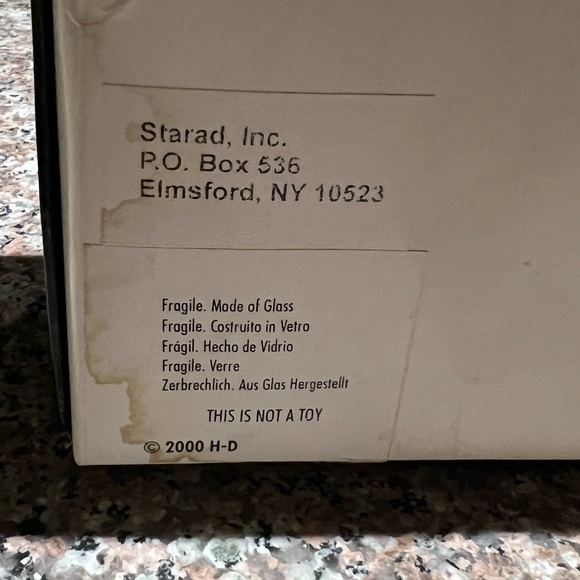 Starad, Inc.
P.O. Box 536
Elmsford, NY 10523
Fragile. Made of Glass
Fragile. Costruito in Vetro
Frágil. Hecho de Vidrio
Fragile. Verre
Zerbrechlich. Aus Glas Hergestellt
THIS IS NOT A TOY
© 2000 H-D